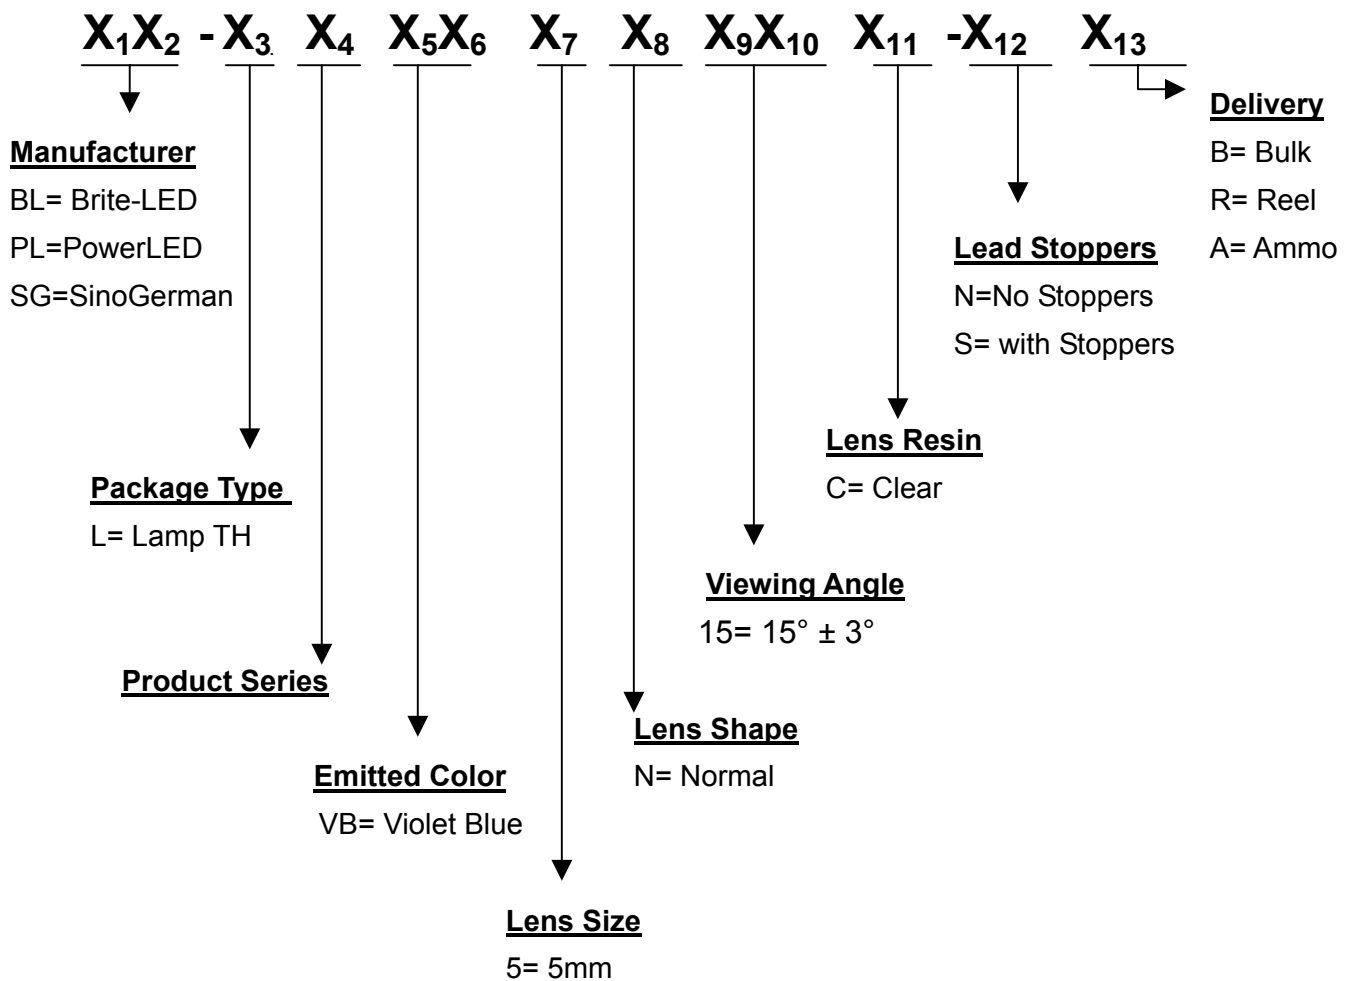 X₁X₂ - X₃ X₄ X₅X₆ X₇ X₈ X₉X₁₀ X₁₁ -X₁₂ X₁₃
Manufacturer
BL= Brite-LED
PL=PowerLED
SG=SinoGerman
Package Type
L= Lamp TH
Product Series
Emitted Color
VB= Violet Blue
Lens Size
5= 5mm
Lens Shape
N= Normal
Viewing Angle
15= 15° ± 3°
Lens Resin
C= Clear
Lead Stoppers
N=No Stoppers
S= with Stoppers
Delivery
B= Bulk
R= Reel
A= Ammo